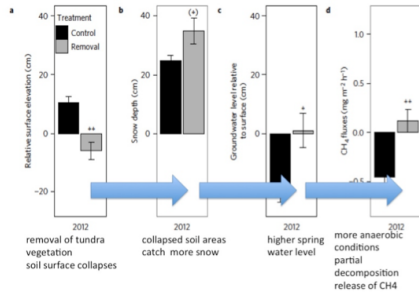 a
b
c
d
Treatment
Control
Removal
Relative surface elevation (cm)
40
20
0
−20
2012
Snow depth (cm)
40
20
0
(*)
2012
Groundwater level relative
to surface (cm)
40
0
2012
CH4 fluxes (mg m−2 h−1)
1.0
0.5
0.0
−0.5
**
**
2012
removal of tundra
vegetation
soil surface collapses
collapsed soil areas
catch more snow
higher spring
water level
more anaerobic
conditions
partial
decomposition
release of CH4